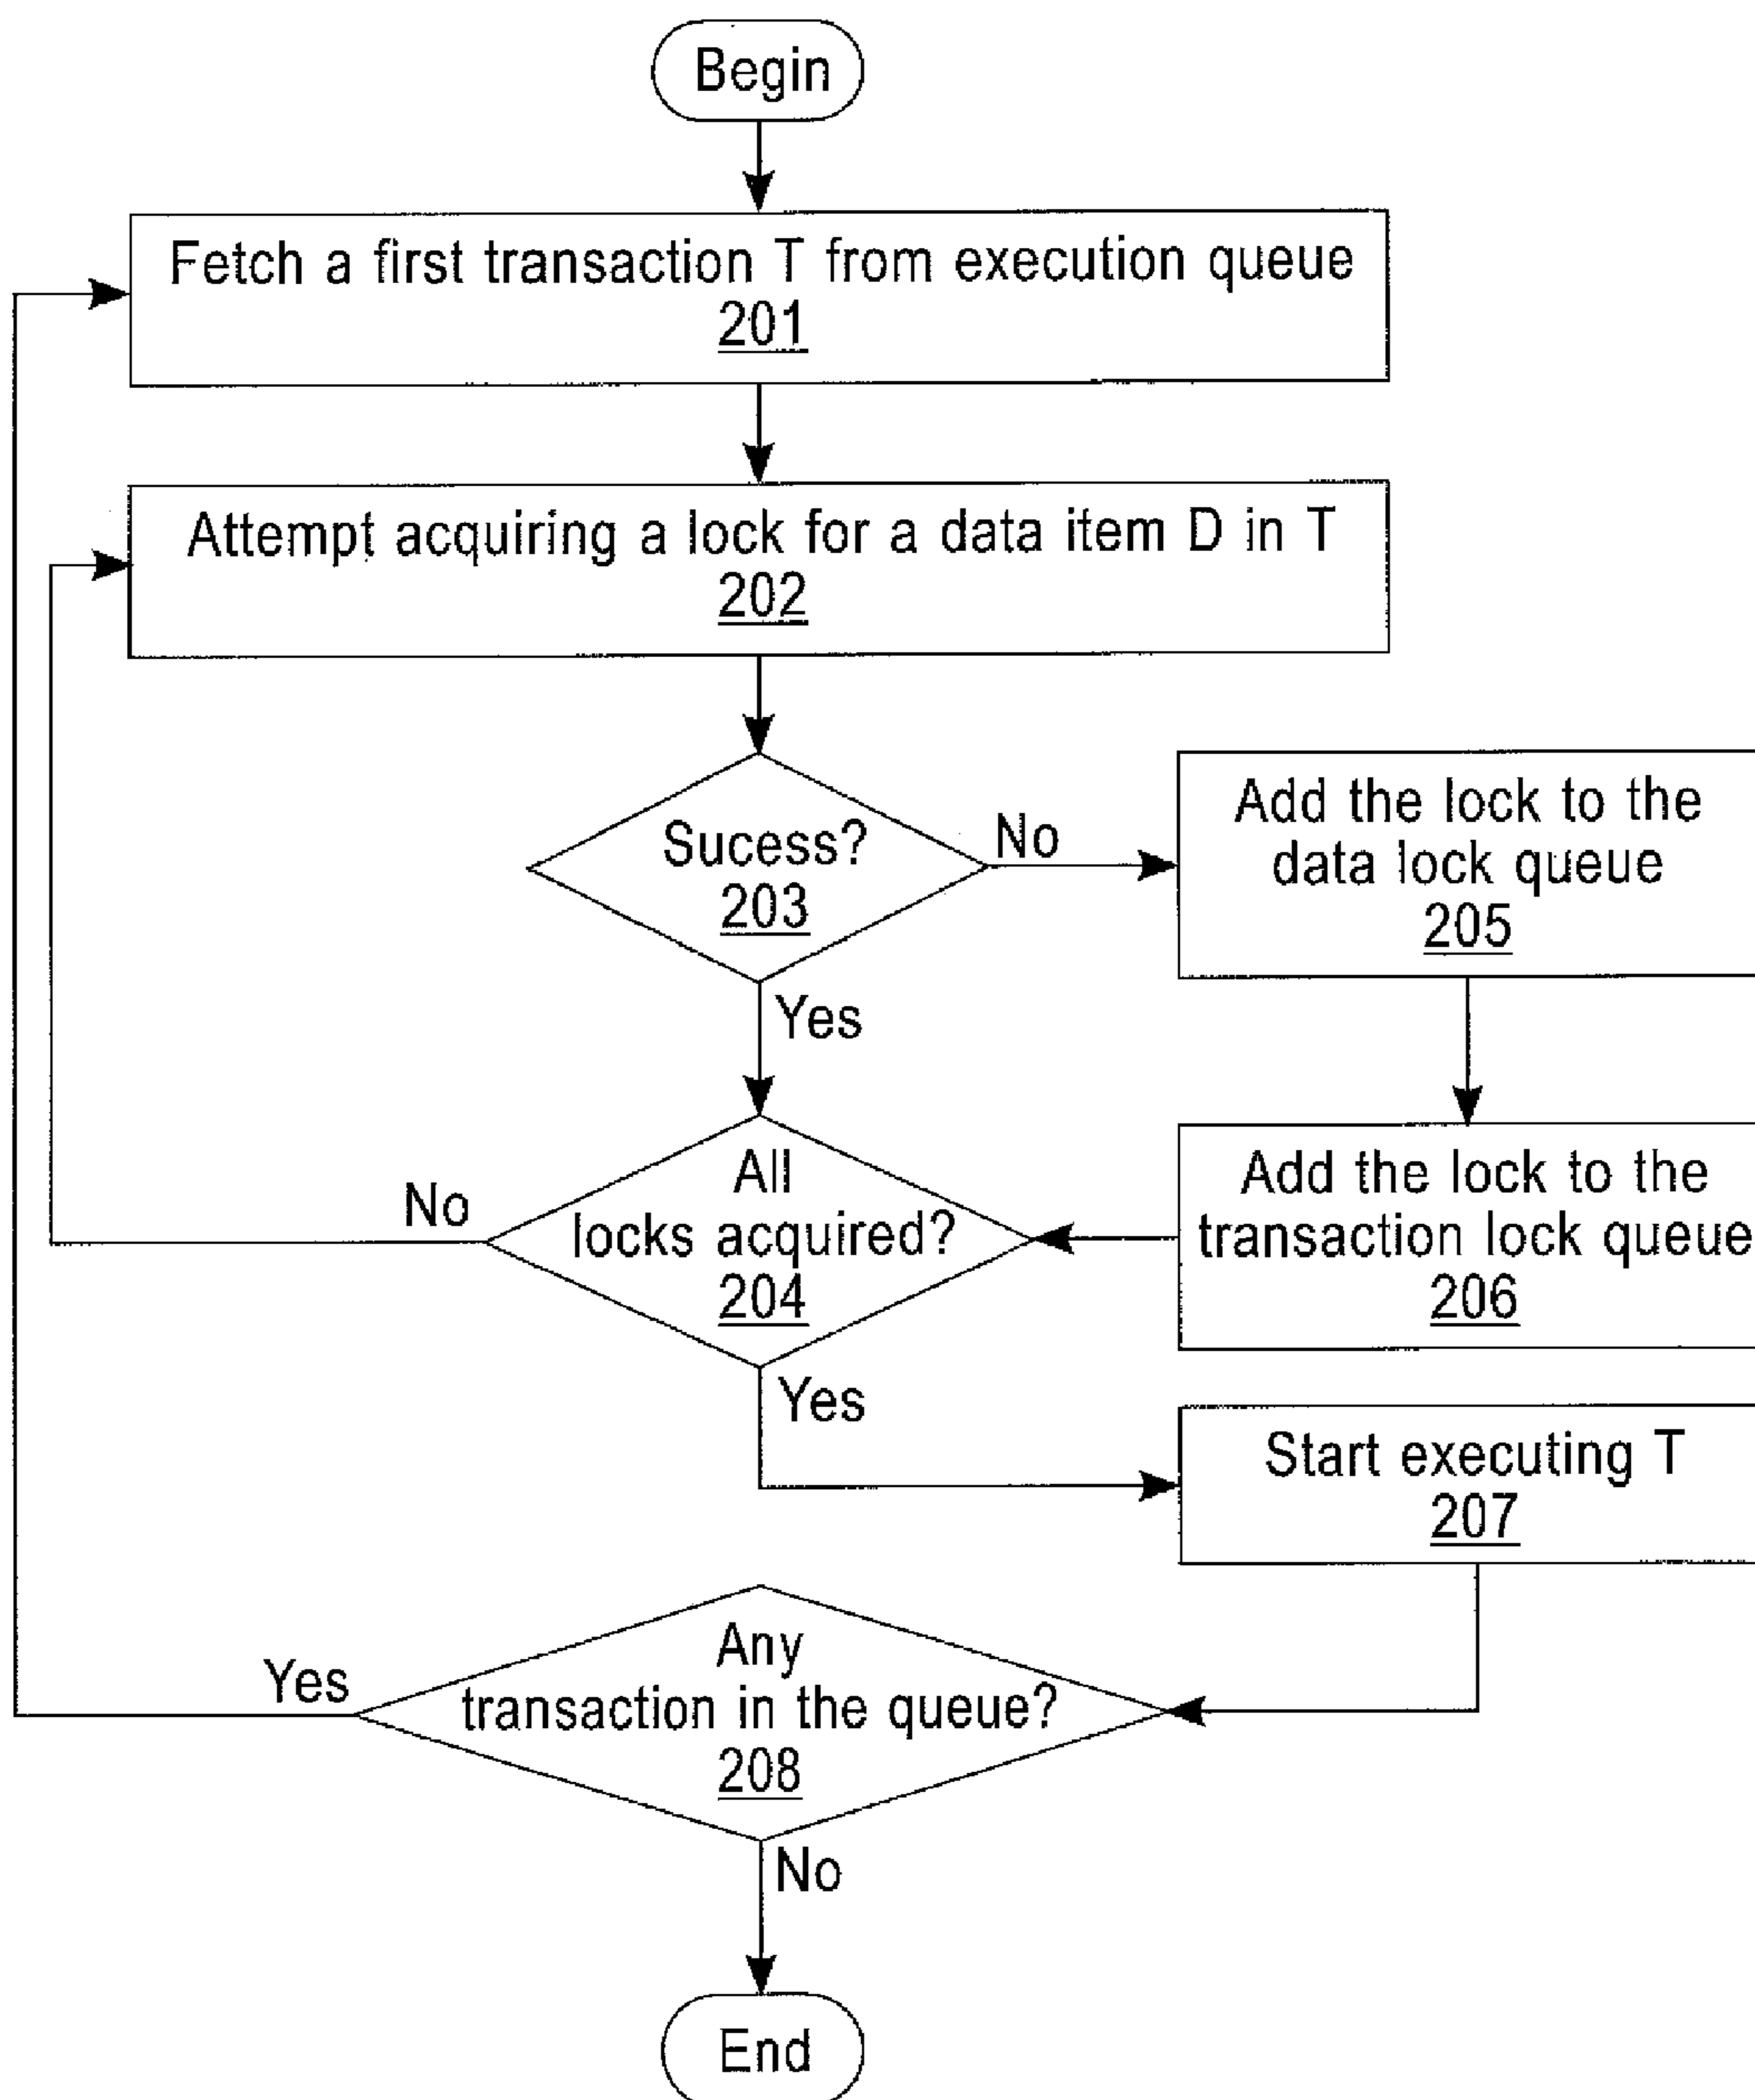 Begin
Fetch a first transaction T from execution queue
201
Attempt acquiring a lock for a data item D in T
202
Sucess?
203
No
Add the lock to the
data lock queue
205
Yes
All
locks acquired?
204
No
Add the lock to the
transaction lock queue
206
Yes
Start executing T
207
Any
transaction in the queue?
208
Yes
No
End